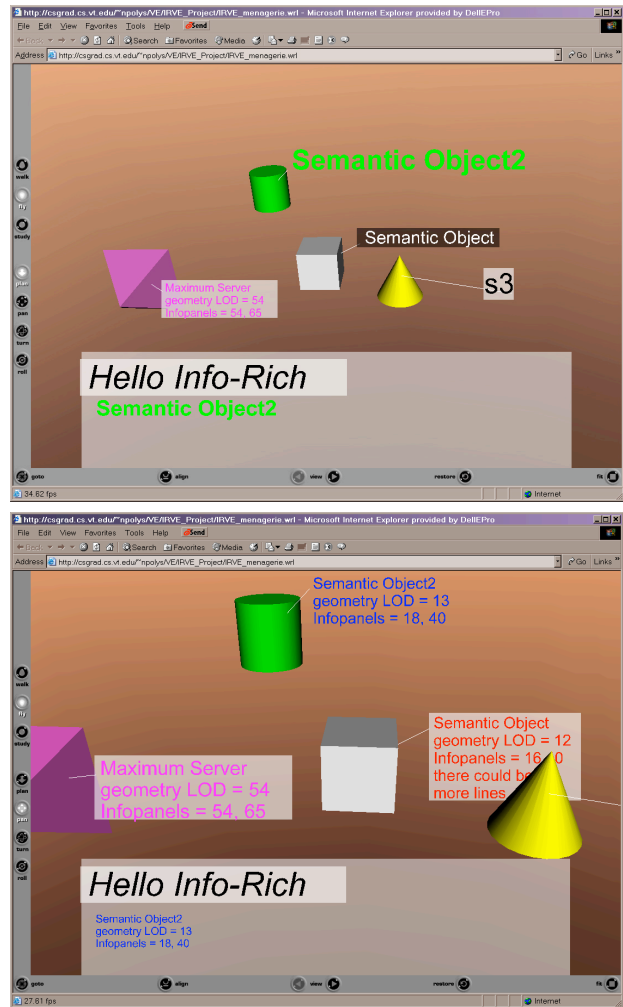 http://csgrad.cs.vt.edu/~npolys/VE/IRVE_Project/IRVE_menagerie.wrl - Microsoft Internet Explorer provided by DellEPro
File Edit View Favorites Tools Help Send
Back Search Favorites Media
Address http://csgrad.cs.vt.edu/~npolys/VE/IRVE_Project/IRVE_menagerie.wrl Go Links »
walk
fly
study
plan
pan
turn
roll
Semantic Object2
Semantic Object
s3
Maximum Server
geometry LOD = 54
Infopanels = 54, 65
Hello Info-Rich
Semantic Object2
goto align view restore fit
34.62 fps Internet
http://csgrad.cs.vt.edu/~npolys/VE/IRVE_Project/IRVE_menagerie.wrl - Microsoft Internet Explorer provided by DellEPro
File Edit View Favorites Tools Help Send
Back Search Favorites Media
Address http://csgrad.cs.vt.edu/~npolys/VE/IRVE_Project/IRVE_menagerie.wrl Go Links »
walk
fly
study
plan
pan
turn
roll
Semantic Object2
geometry LOD = 13
Infopanels = 18, 40
Semantic Object
geometry LOD = 12
Infopanels = 16 0
there could be
more lines
Maximum Server
geometry LOD = 54
Infopanels = 54, 65
Hello Info-Rich
Semantic Object2
geometry LOD = 13
Infopanels = 18, 40
goto align view restore fit
27.61 fps Internet